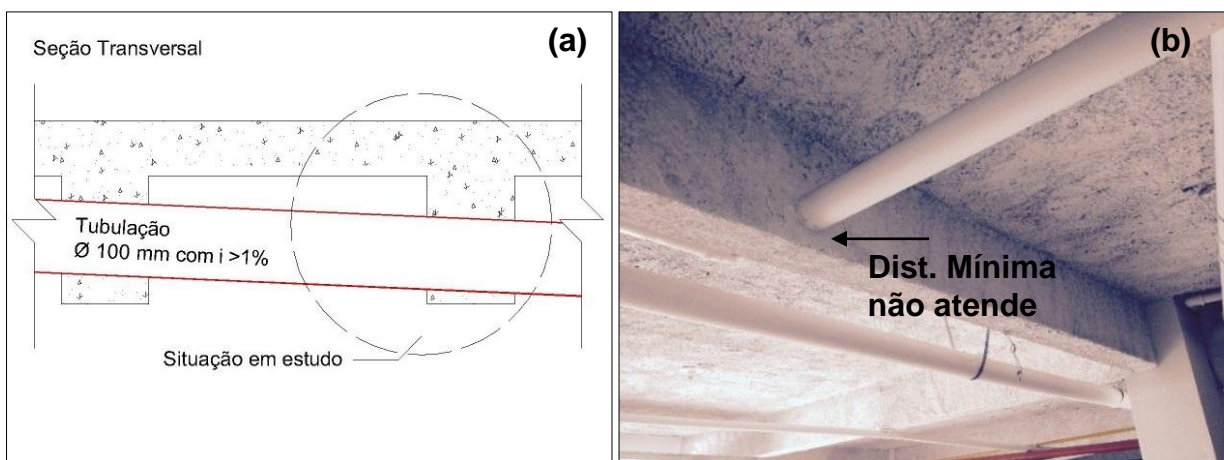 Seção Transversal
(a)
Tubulação
Ø 100 mm com i >1%
Situação em estudo
(b)
Dist. Mínima
não atende